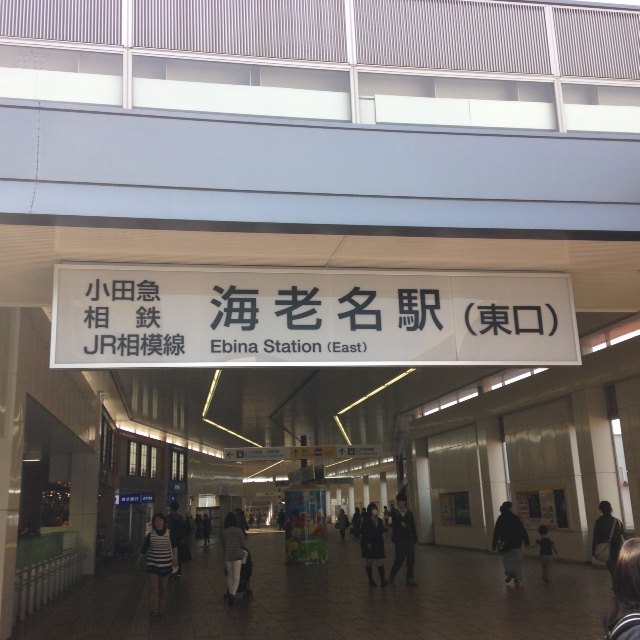 小田急
相鉄
JR相模線
海老名駅（東口）
Ebina Station (East)